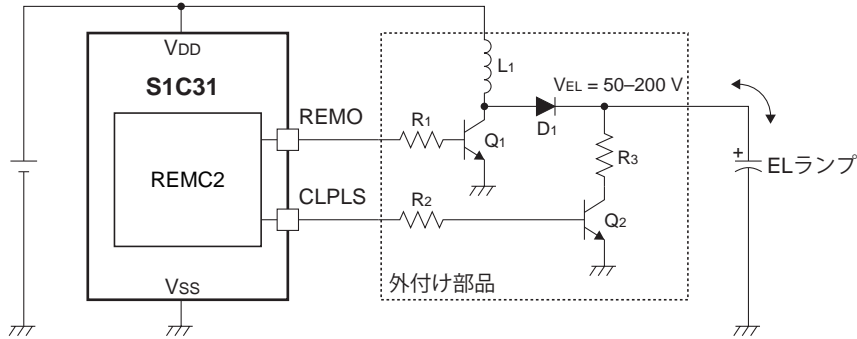 VDD
S1C31
L1
VEL = 50–200 V
REMO
R1
Q1
D1
R3
+
ELランプ
REMC2
CLPLS
R2
Q2
VSS
外付け部品